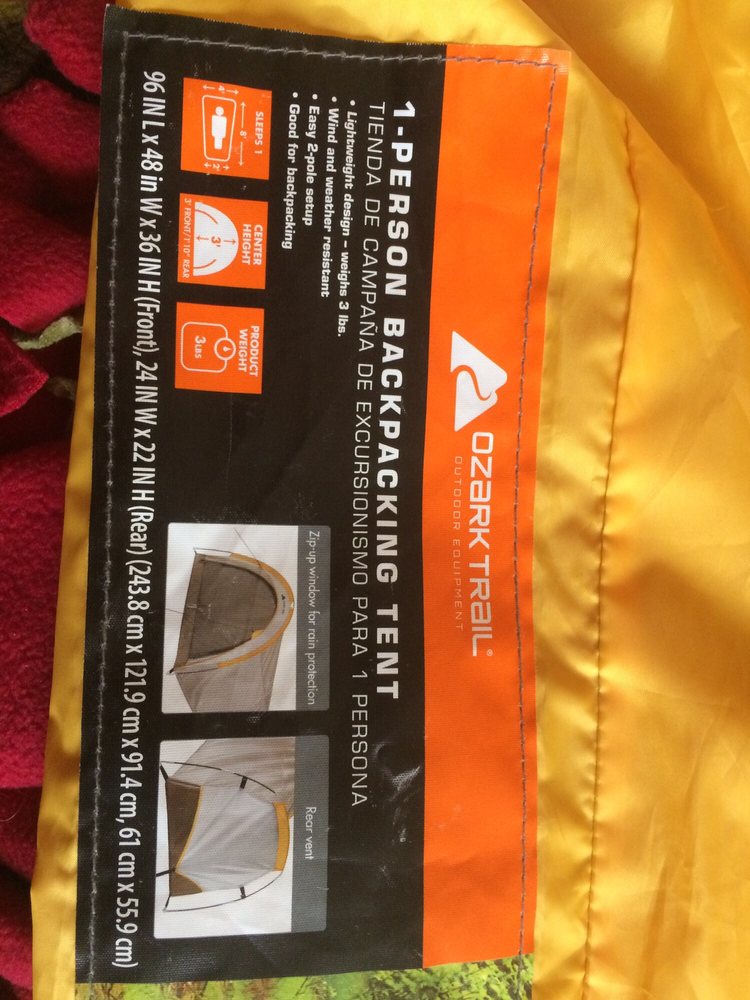 OZARK TRAIL®
OUTDOOR EQUIPMENT
1-PERSON BACKPACKING TENT
TIENDA DE CAMPAÑA DE EXCURSIONISMO PARA 1 PERSONA
• Lightweight design – weighs 3 lbs.
• Wind and weather resistant
• Easy 2-pole setup
• Good for backpacking
SLEEPS 1
4'
8'
2'
CENTER
HEIGHT
3'
3' FRONT/1'10" REAR
PRODUCT
WEIGHT
3 LBS
Zip-up window for rain protection
Rear vent
96 IN L x 48 in W x 36 IN H (Front), 24 IN W x 22 IN H (Rear) (243.8 cm x 121.9 cm x 91.4 cm, 61 cm x 55.9 cm)